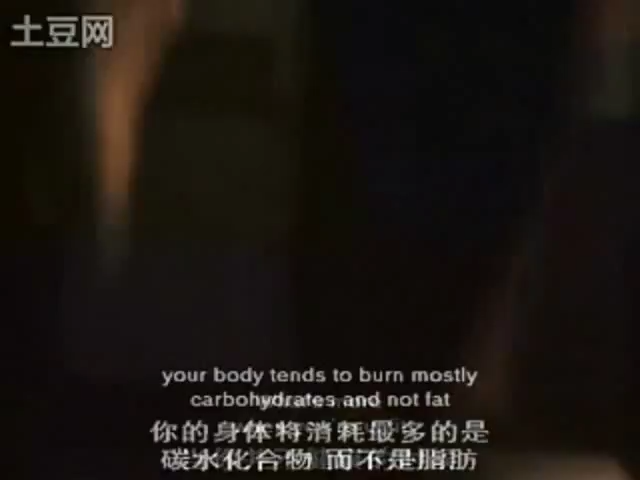 土豆网
your body tends to burn mostly
carbohydrates and not fat
你的身体将消耗最多的是
碳水化合物 而不是脂肪